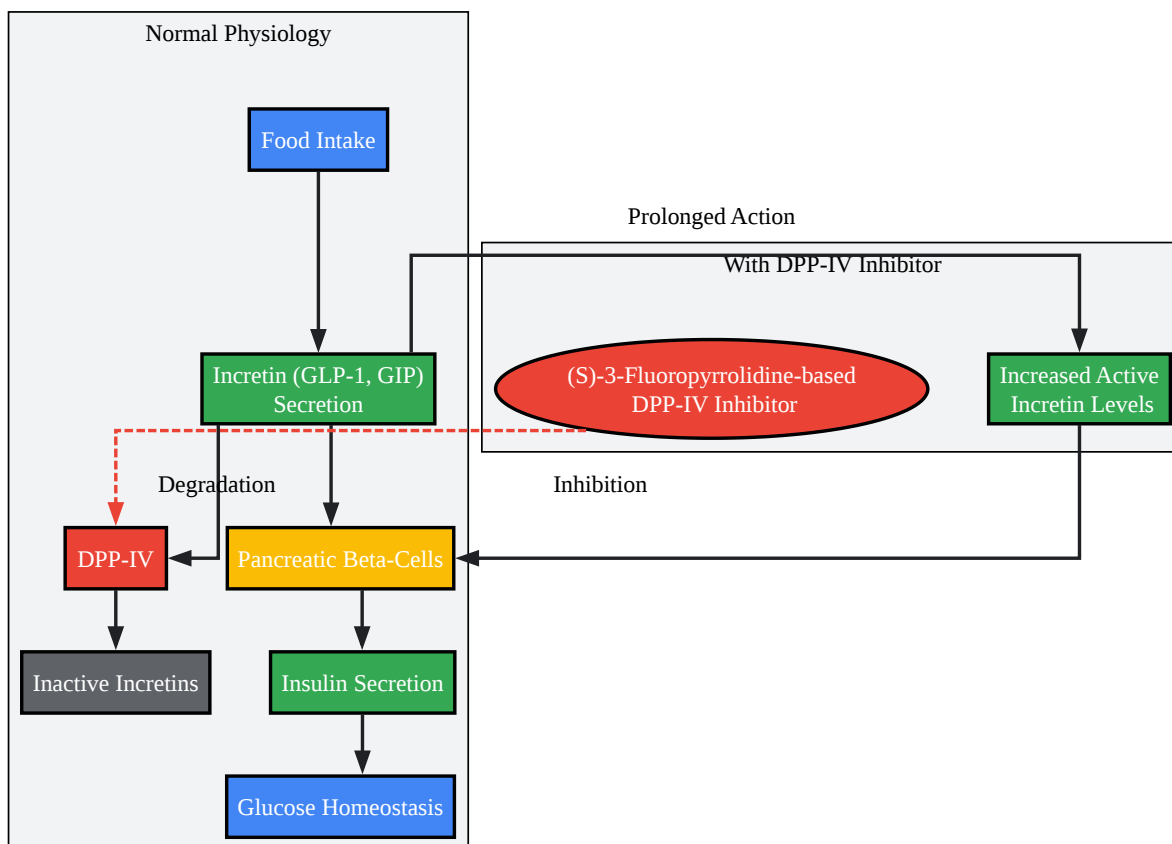 Normal Physiology
Food Intake
Prolonged Action
With DPP-IV Inhibitor
Incretin (GLP-1, GIP)
Secretion
(S)-3-Fluoropyrrolidine-based
DPP-IV Inhibitor
Increased Active
Incretin Levels
Degradation
Inhibition
DPP-IV
Pancreatic Beta-Cells
Inactive Incretins
Insulin Secretion
Glucose Homeostasis